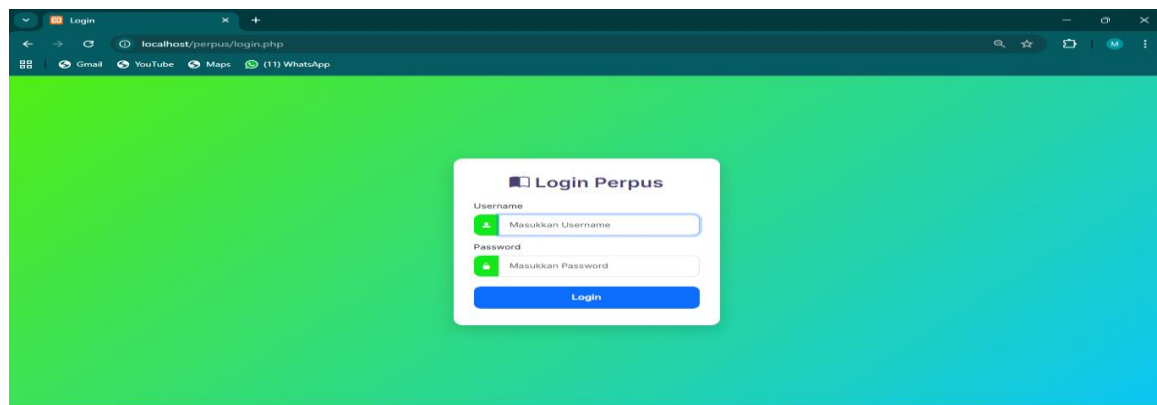 Login
localhost/perpus/login.php
M
Gmail YouTube Maps (11) WhatsApp
Login Perpus
Username
Masukkan Username
Password
Masukkan Password
Login